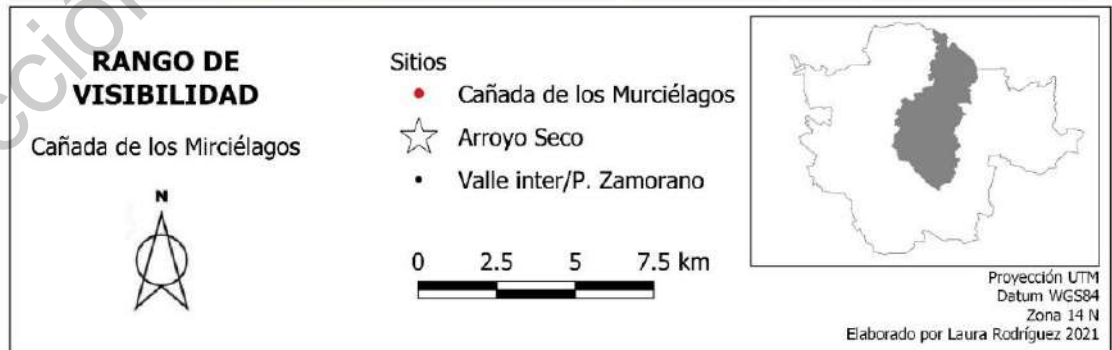 RANGO DE
VISIBILIDAD
Cañada de los Mirciélagos
N
Sitios
Cañada de los Murciélagos
Arroyo Seco
Valle inter/P. Zamorano
0 2.5 5 7.5 km
Proyección UTM
Datum WGS84
Zona 14 N
Elaborado por Laura Rodríguez 2021